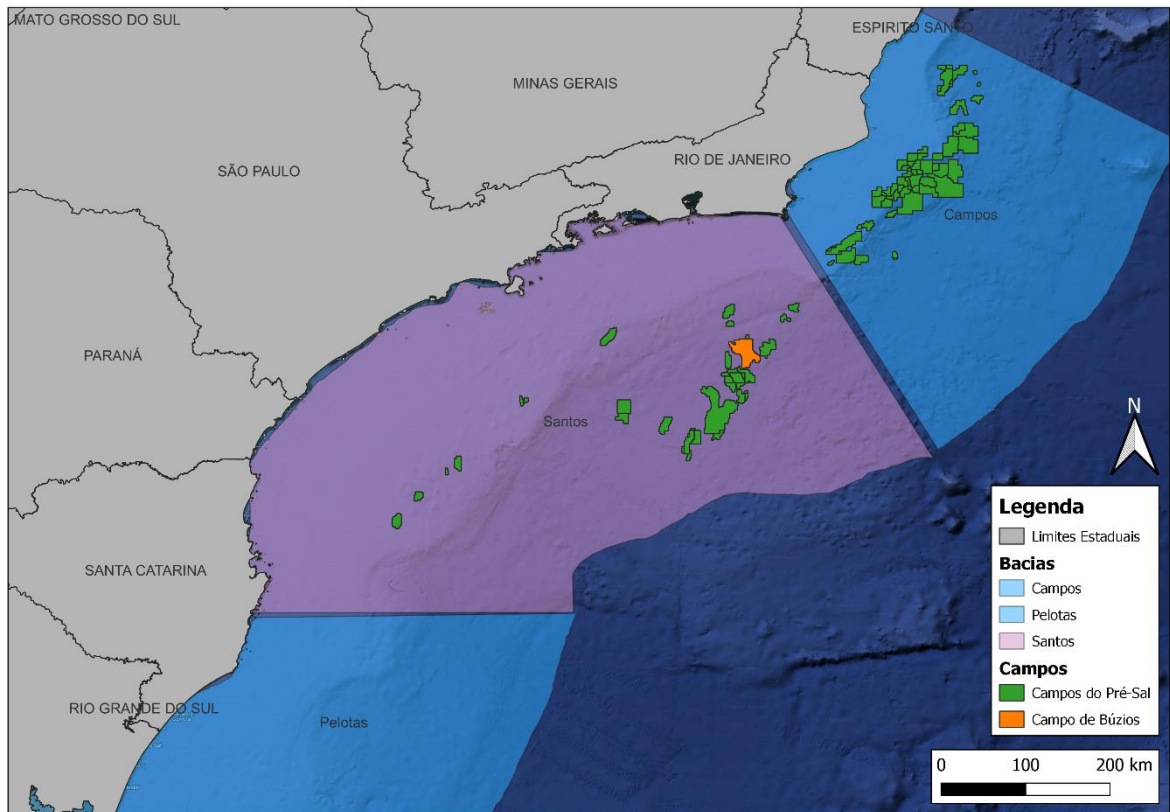 MATO GROSSO DO SUL
ESPIRITO SANTO
MINAS GERAIS
RIO DE JANEIRO
SÃO PAULO
Campos
PARANÁ
Santos
N
SANTA CATARINA
RIO GRANDE DO SUL
Pelotas
Legenda
Limites Estaduais
Bacias
Campos
Pelotas
Santos
Campos
Campos do Pré-Sal
Campo de Búzios
0 100 200 km